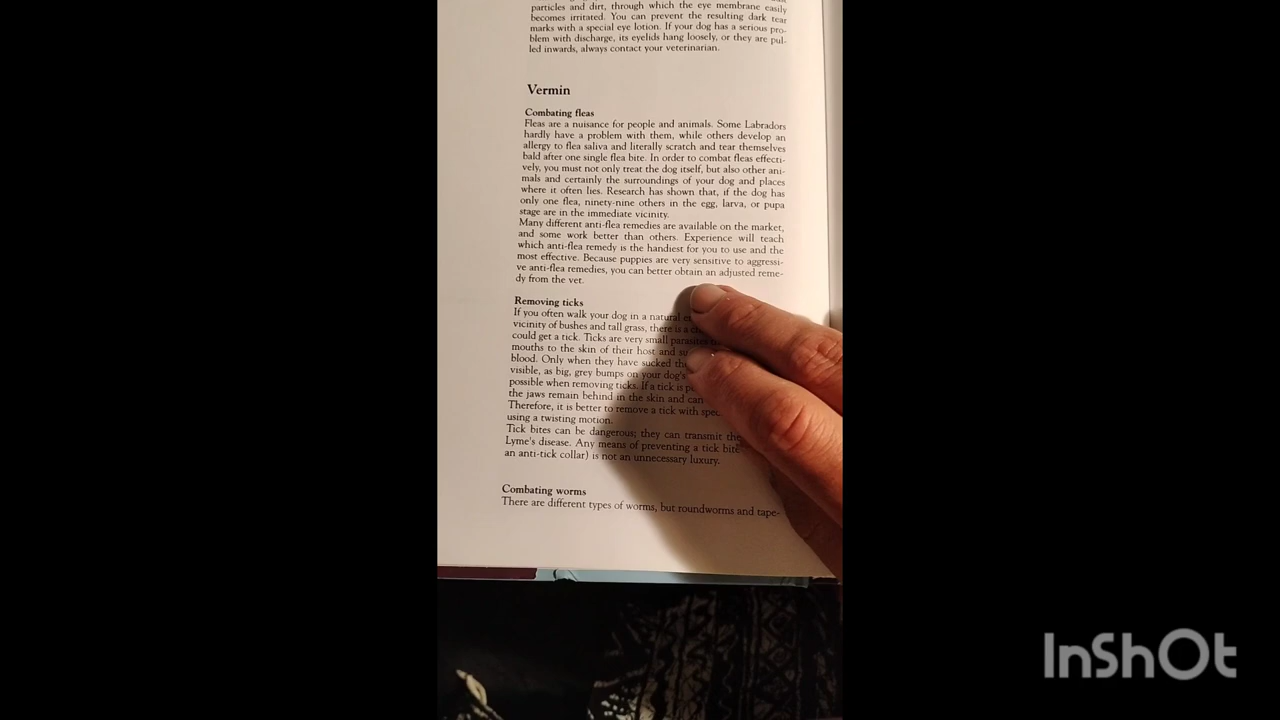 particles and dirt, through which the eye membrane easily
becomes irritated. You can prevent the resulting dark tear
marks with a special eye lotion. If your dog has a serious pro-
blem with discharge, its eyelids hang loosely, or they are pul-
led inwards, always contact your veterinarian.
Vermin
Combating fleas
Fleas are a nuisance for people and animals. Some Labradors
hardly have a problem with them, while others develop an
allergy to flea saliva and literally scratch and tear themselves
bald after one single flea bite. In order to combat fleas effecti-
vely, you must not only treat the dog itself, but also other ani-
mals and certainly the surroundings of your dog and places
where it often lies. Research has shown that, if the dog has
only one flea, ninety-nine others in the egg, larva, or pupa
stage are in the immediate vicinity.
Many different anti-flea remedies are available on the market,
and some work better than others. Experience will teach
which anti-flea remedy is the handiest for you to use and the
most effective. Because puppies are very sensitive to aggressi-
ve anti-flea remedies, you can better obtain an adjusted reme-
dy from the vet.
Removing ticks
If you often walk your dog in a natural
vicinity of bushes and tall grass, there is a
could get a tick. Ticks are very small parasites
mouths to the skin of their host and
blood. Only when they have sucked
visible, as big, grey bumps on your dog's
possible when removing ticks. If a tick is
the jaws remain behind in the skin and can
Therefore, it is better to remove a tick with
using a twisting motion.
Tick bites can be dangerous; they can transmit the
Lyme's disease. Any means of preventing a tick bite
an anti-tick collar) is not an unnecessary luxury.
Combating worms
There are different types of worms, but roundworms and tape-
InShOt